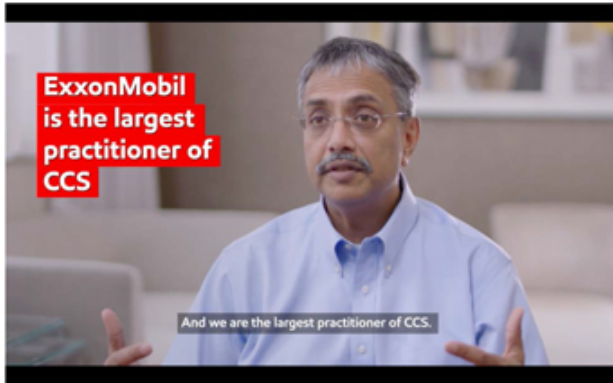 ExxonMobil
is the largest
practitioner of
CCS
And we are the largest practitioner of CCS.